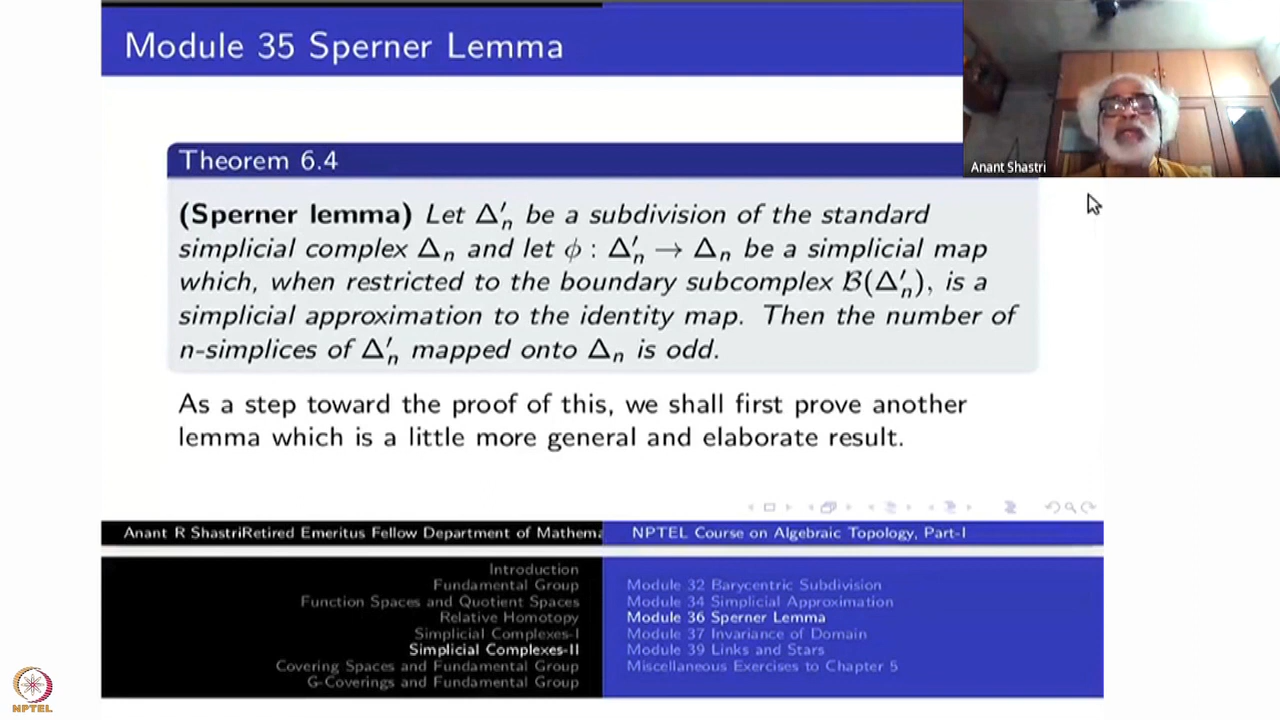 Module 35 Sperner Lemma
Anant Shastri
Theorem 6.4
(Sperner lemma) Let Δ′ₙ be a subdivision of the standard
simplicial complex Δₙ and let ϕ : Δ′ₙ → Δₙ be a simplicial map
which, when restricted to the boundary subcomplex ℬ(Δ′ₙ), is a
simplicial approximation to the identity map. Then the number of
n-simplices of Δ′ₙ mapped onto Δₙ is odd.
As a step toward the proof of this, we shall first prove another
lemma which is a little more general and elaborate result.
Anant R ShastriRetired Emeritus Fellow Department of Mathema
NPTEL Course on Algebraic Topology, Part-I
Introduction
Fundamental Group
Function Spaces and Quotient Spaces
Relative Homotopy
Simplicial Complexes-I
Simplicial Complexes-II
Covering Spaces and Fundamental Group
G-Coverings and Fundamental Group
Module 32 Barycentric Subdivision
Module 34 Simplicial Approximation
Module 36 Sperner Lemma
Module 37 Invariance of Domain
Module 39 Links and Stars
Miscellaneous Exercises to Chapter 5
NPTEL